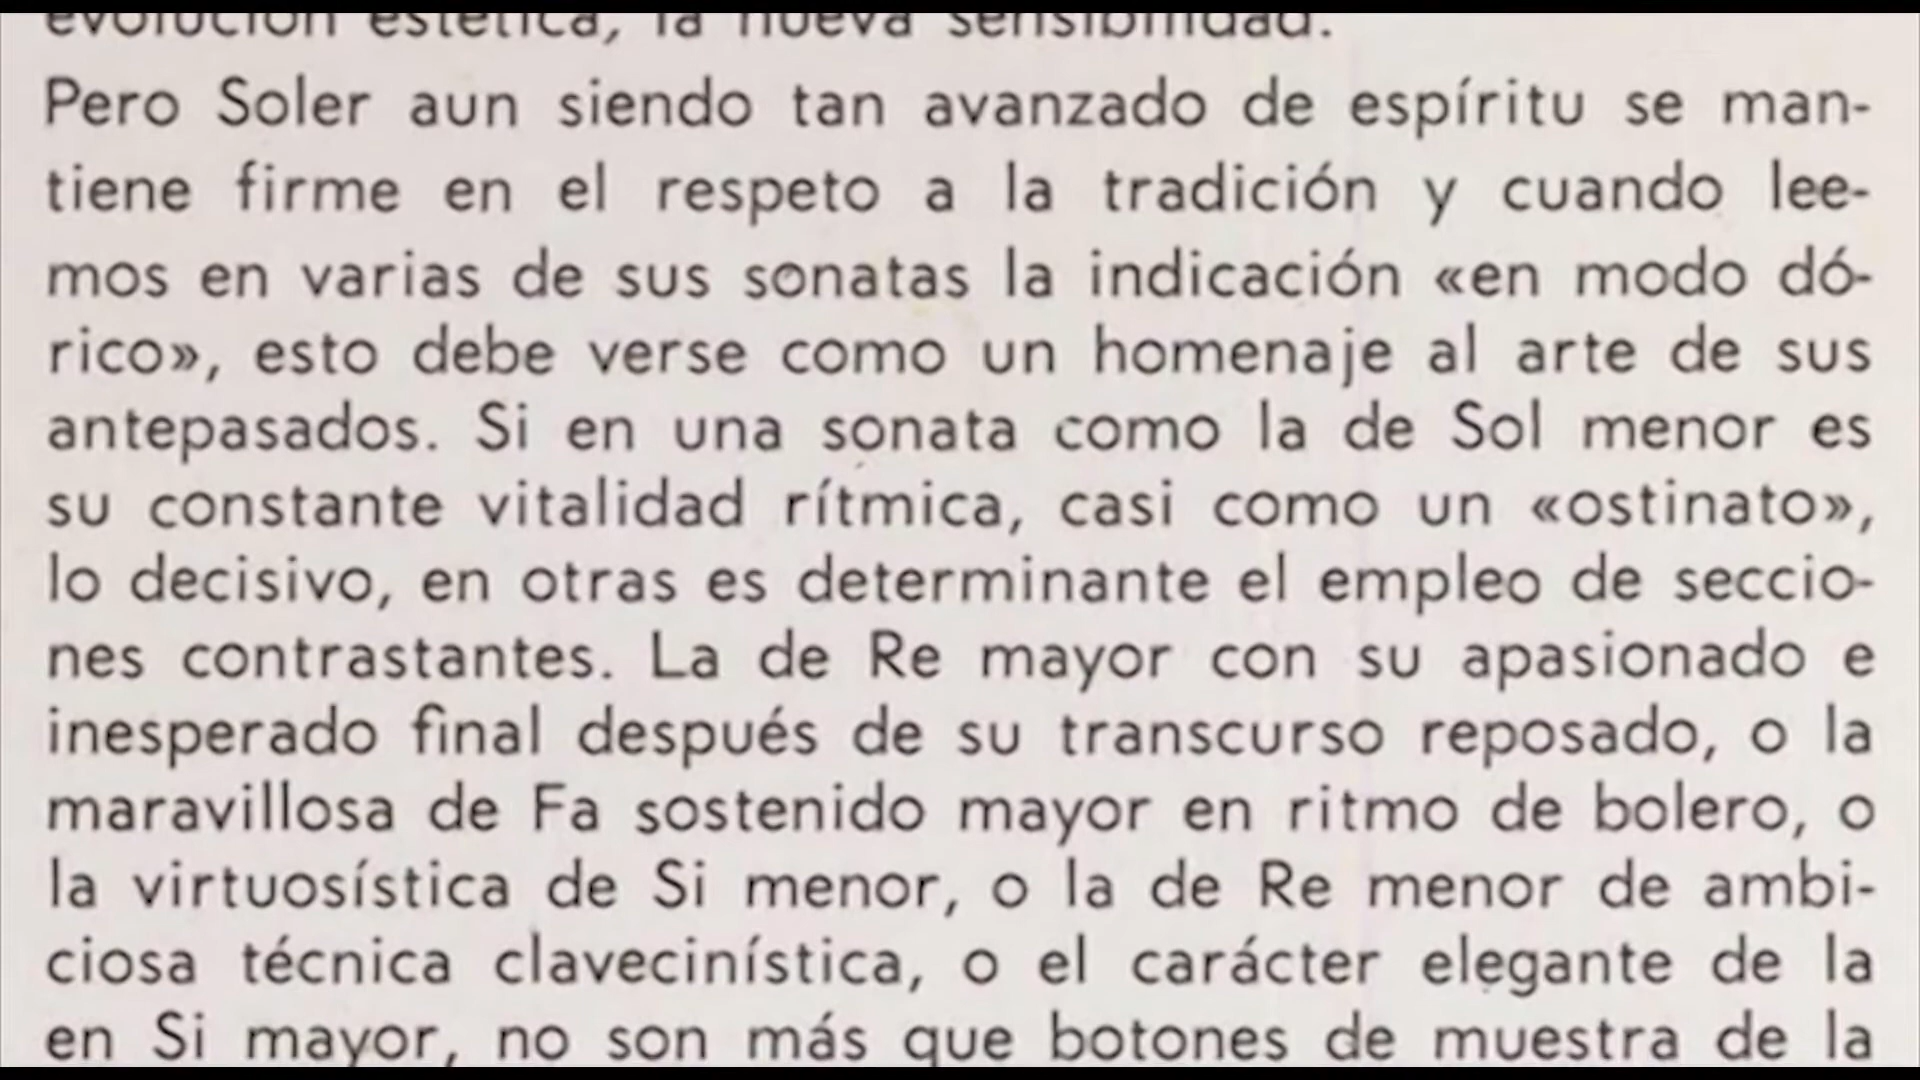 evolución estética, la nueva sensibilidad.
Pero Soler aun siendo tan avanzado de espíritu se man-
tiene firme en el respeto a la tradición y cuando lee-
mos en varias de sus sonatas la indicación «en modo dó-
rico», esto debe verse como un homenaje al arte de sus
antepasados. Si en una sonata como la de Sol menor es
su constante vitalidad rítmica, casi como un «ostinato»,
lo decisivo, en otras es determinante el empleo de seccio-
nes contrastantes. La de Re mayor con su apasionado e
inesperado final después de su transcurso reposado, o la
maravillosa de Fa sostenido mayor en ritmo de bolero, o
la virtuosística de Si menor, o la de Re menor de ambi-
ciosa técnica clavecinística, o el carácter elegante de la
en Si mayor, no son más que botones de muestra de la